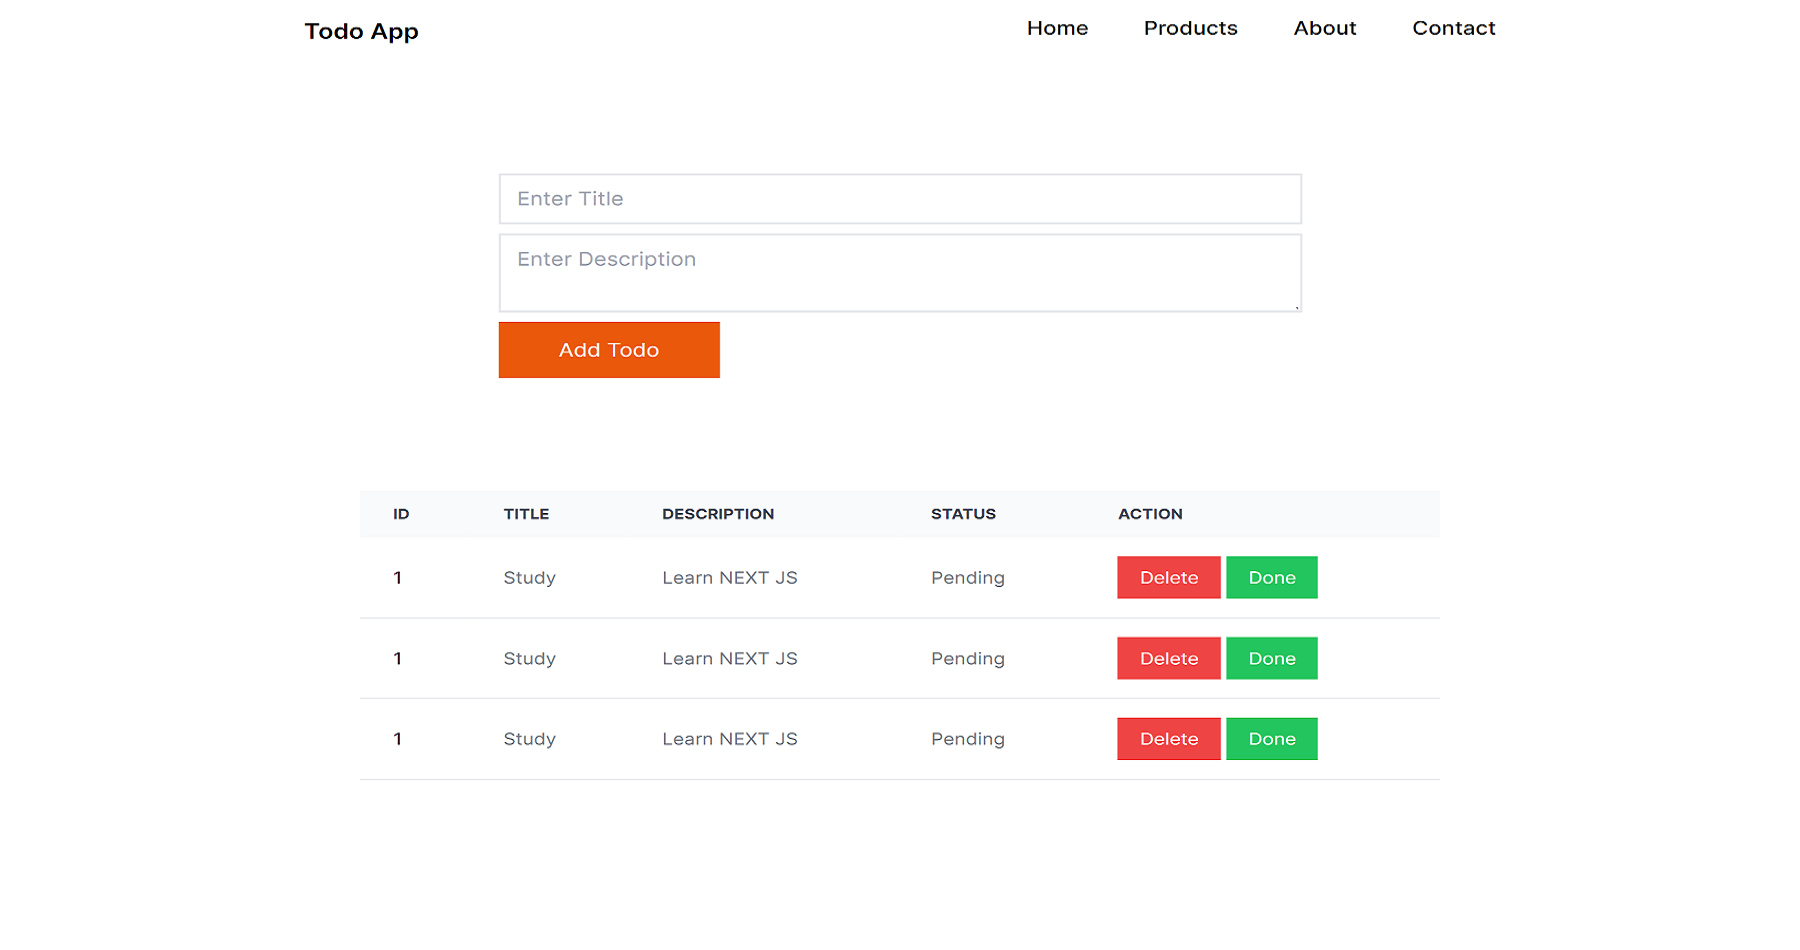 Todo App Home Products About Contact
Enter Title
Enter Description
Add Todo
ID TITLE DESCRIPTION STATUS ACTION
1 Study Learn NEXT JS Pending Delete Done
1 Study Learn NEXT JS Pending Delete Done
1 Study Learn NEXT JS Pending Delete Done